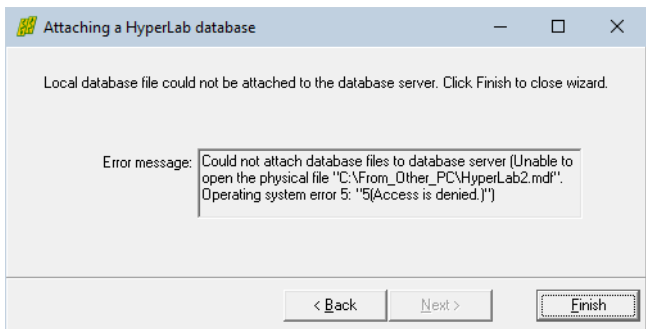 Attaching a HyperLab database
Local database file could not be attached to the database server. Click Finish to close wizard.
Error message: Could not attach database files to database server (Unable to
open the physical file "C:\From_Other_PC\HyperLab2.mdf".
Operating system error 5: "5(Access is denied.)")
< Back Next > Finish